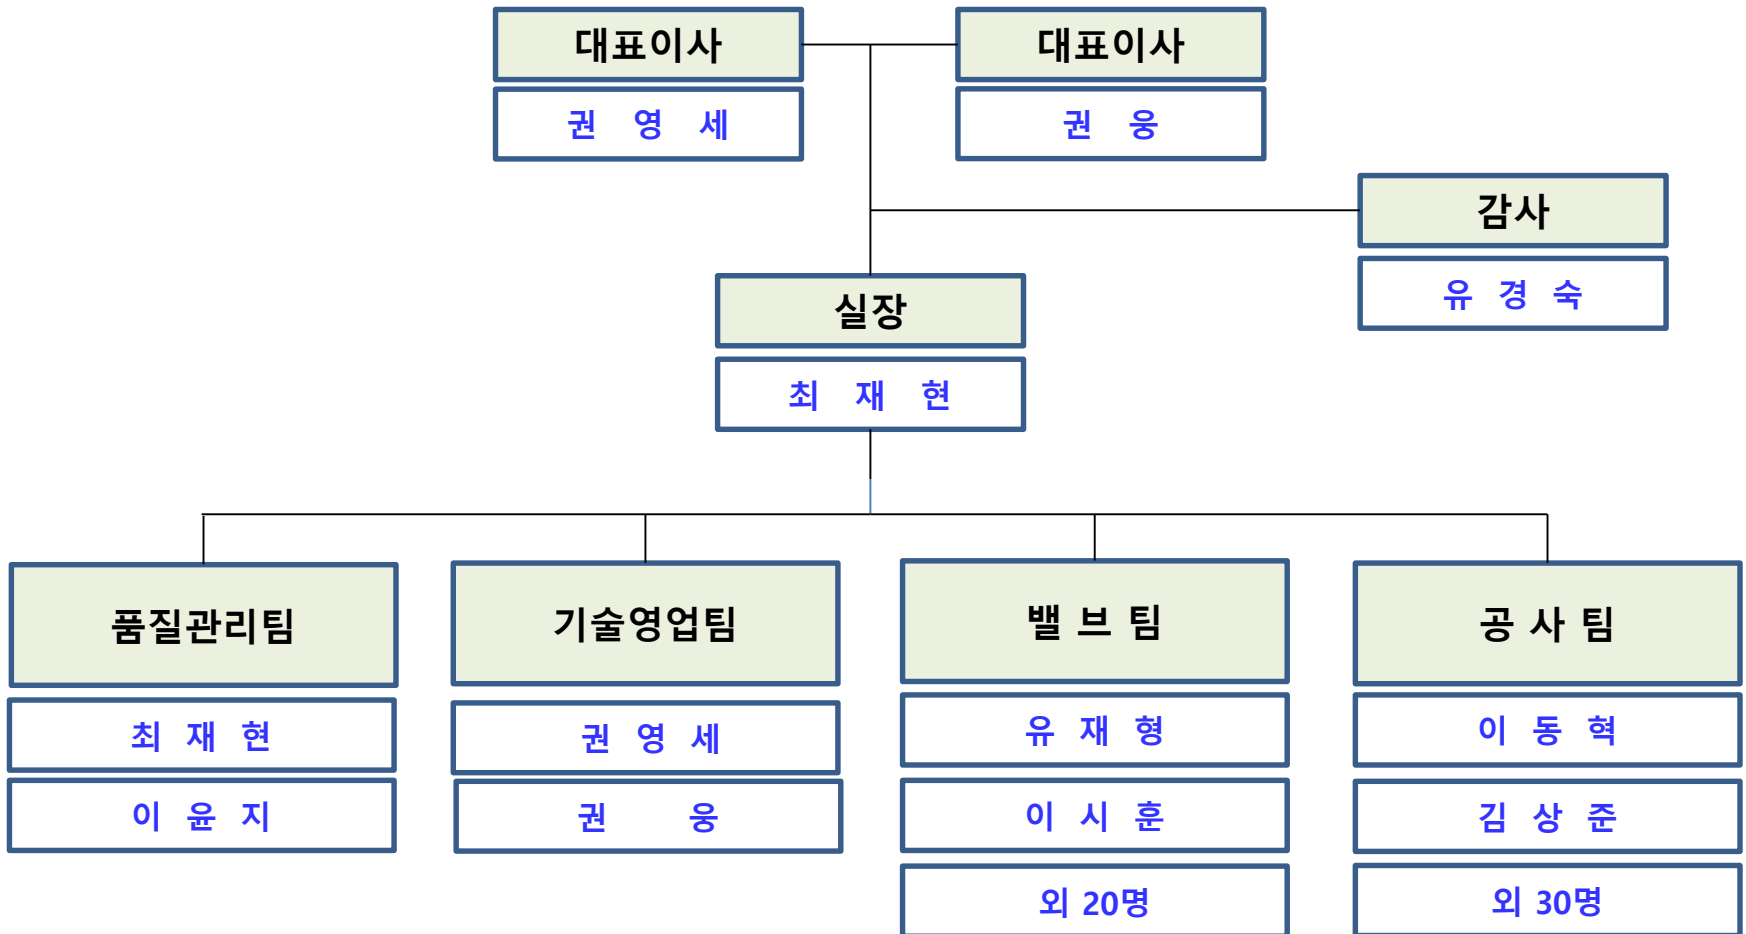 대표이사 대표이사
권 영 세 권 웅
감사
유 경 숙
실장
최 재 현
품질관리팀 기술영업팀 밸 브 팀 공 사 팀
최 재 현 권 영 세 유 재 형 이 동 혁
이 윤 지 권 웅 이 시 훈 김 상 준
외 20명 외 30명